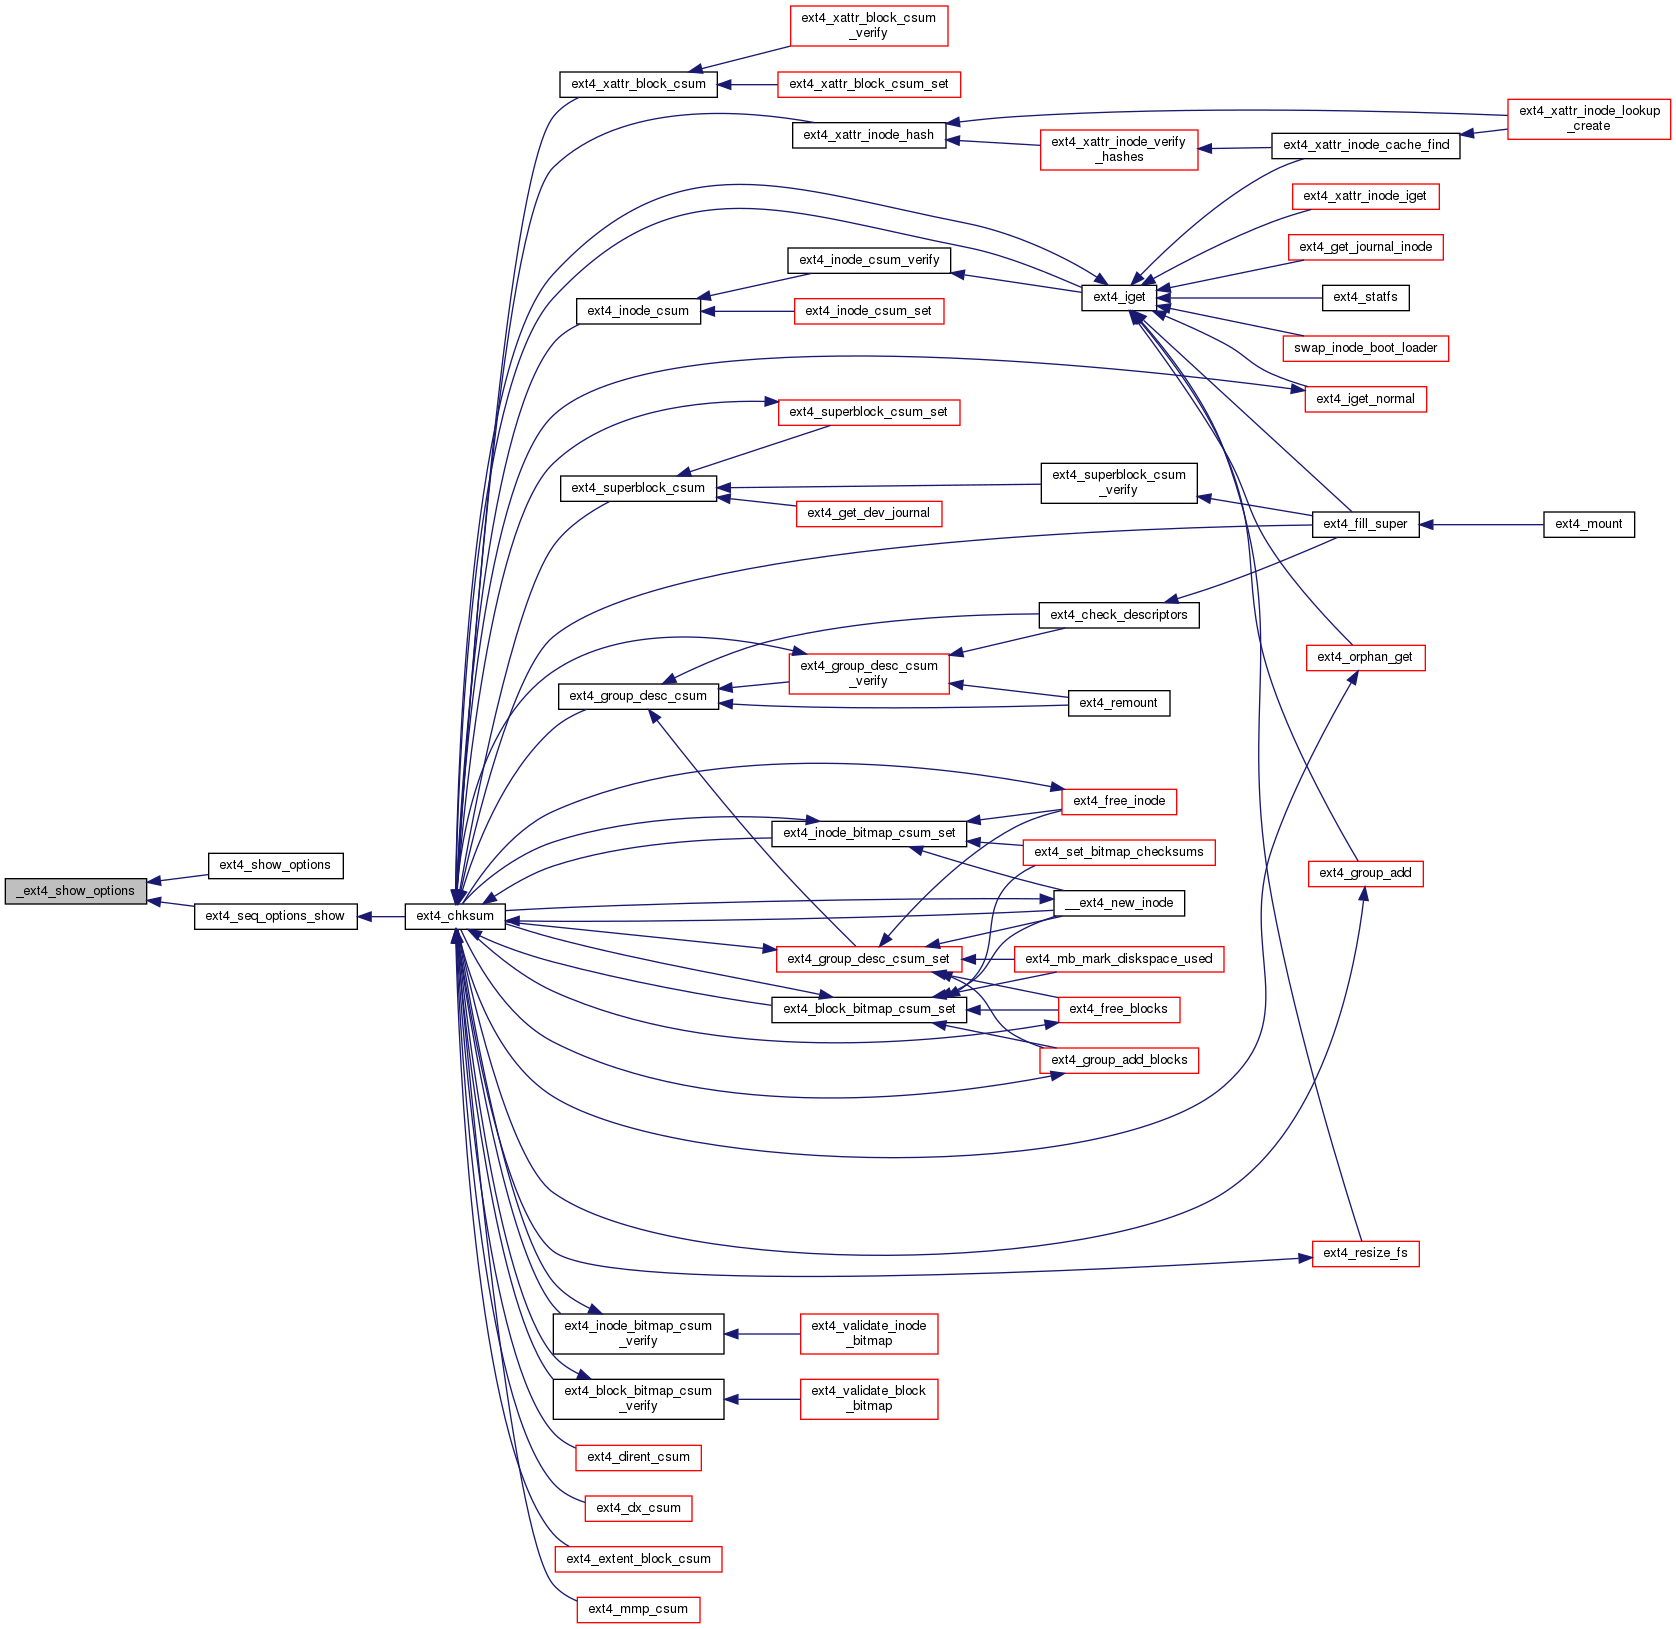 ext4_xattr_block_csum
_verify
ext4_xattr_block_csum
ext4_xattr_block_csum_set
ext4_xattr_inode_lookup
_create
ext4_xattr_inode_hash
ext4_xattr_inode_verify
_hashes
ext4_xattr_inode_cache_find
ext4_xattr_inode_iget
ext4_get_journal_inode
ext4_inode_csum_verify
ext4_iget
ext4_statfs
ext4_inode_csum
ext4_inode_csum_set
swap_inode_boot_loader
ext4_iget_normal
ext4_superblock_csum_set
ext4_superblock_csum
ext4_superblock_csum
_verify
ext4_get_dev_journal
ext4_fill_super
ext4_mount
ext4_check_descriptors
ext4_orphan_get
ext4_group_desc_csum
_verify
ext4_group_desc_csum
ext4_remount
ext4_free_inode
ext4_inode_bitmap_csum_set
ext4_set_bitmap_checksums
ext4_show_options
ext4_group_add
_ext4_show_options
ext4_seq_options_show
ext4_chksum
__ext4_new_inode
ext4_group_desc_csum_set
ext4_mb_mark_diskspace_used
ext4_block_bitmap_csum_set
ext4_free_blocks
ext4_group_add_blocks
ext4_resize_fs
ext4_inode_bitmap_csum
_verify
ext4_validate_inode
_bitmap
ext4_block_bitmap_csum
_verify
ext4_validate_block
_bitmap
ext4_dirent_csum
ext4_dx_csum
ext4_extent_block_csum
ext4_mmp_csum